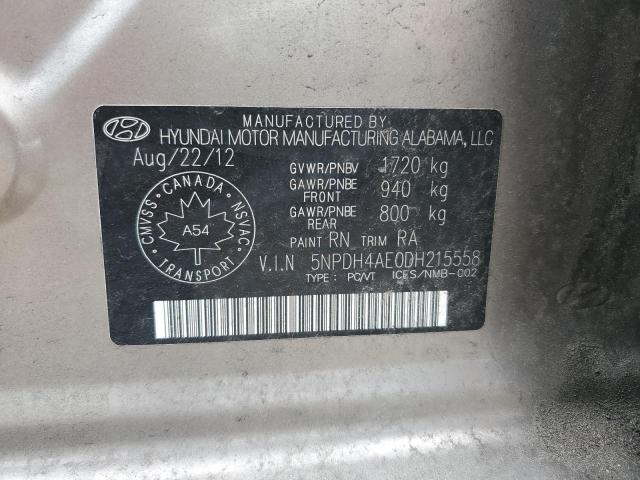 MANUFACTURED BY
HYUNDAI MOTOR MANUFACTURING ALABAMA, LLC
Aug/22/12
GVWR/PNBV 1720 kg
GAWR/PNBE FRONT 940 kg
GAWR/PNBE REAR 800 kg
PAINT RN TRIM RA
V.I.N 5NPDH4AE0DH215558
TYPE : PC/VT ICES/NMB-002
CANADA
CMVSS
NSVAC
A54
TRANSPORT